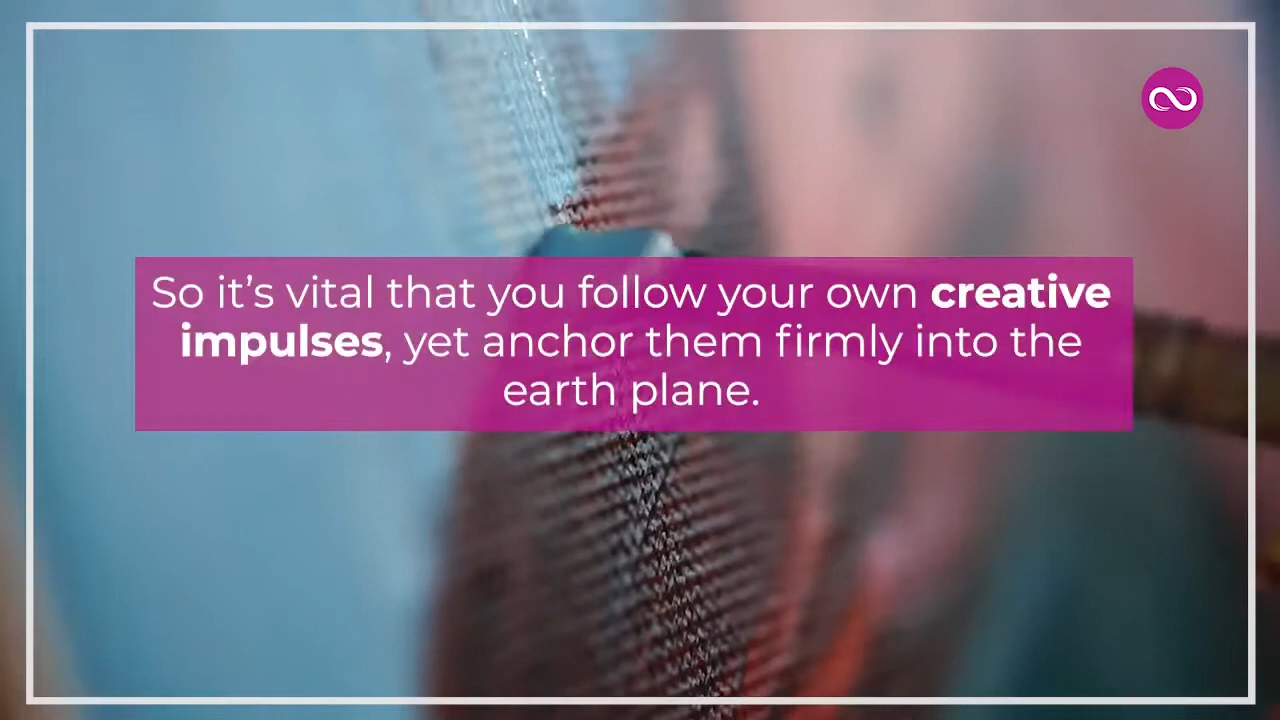 So it’s vital that you follow your own creative
impulses, yet anchor them firmly into the
earth plane.